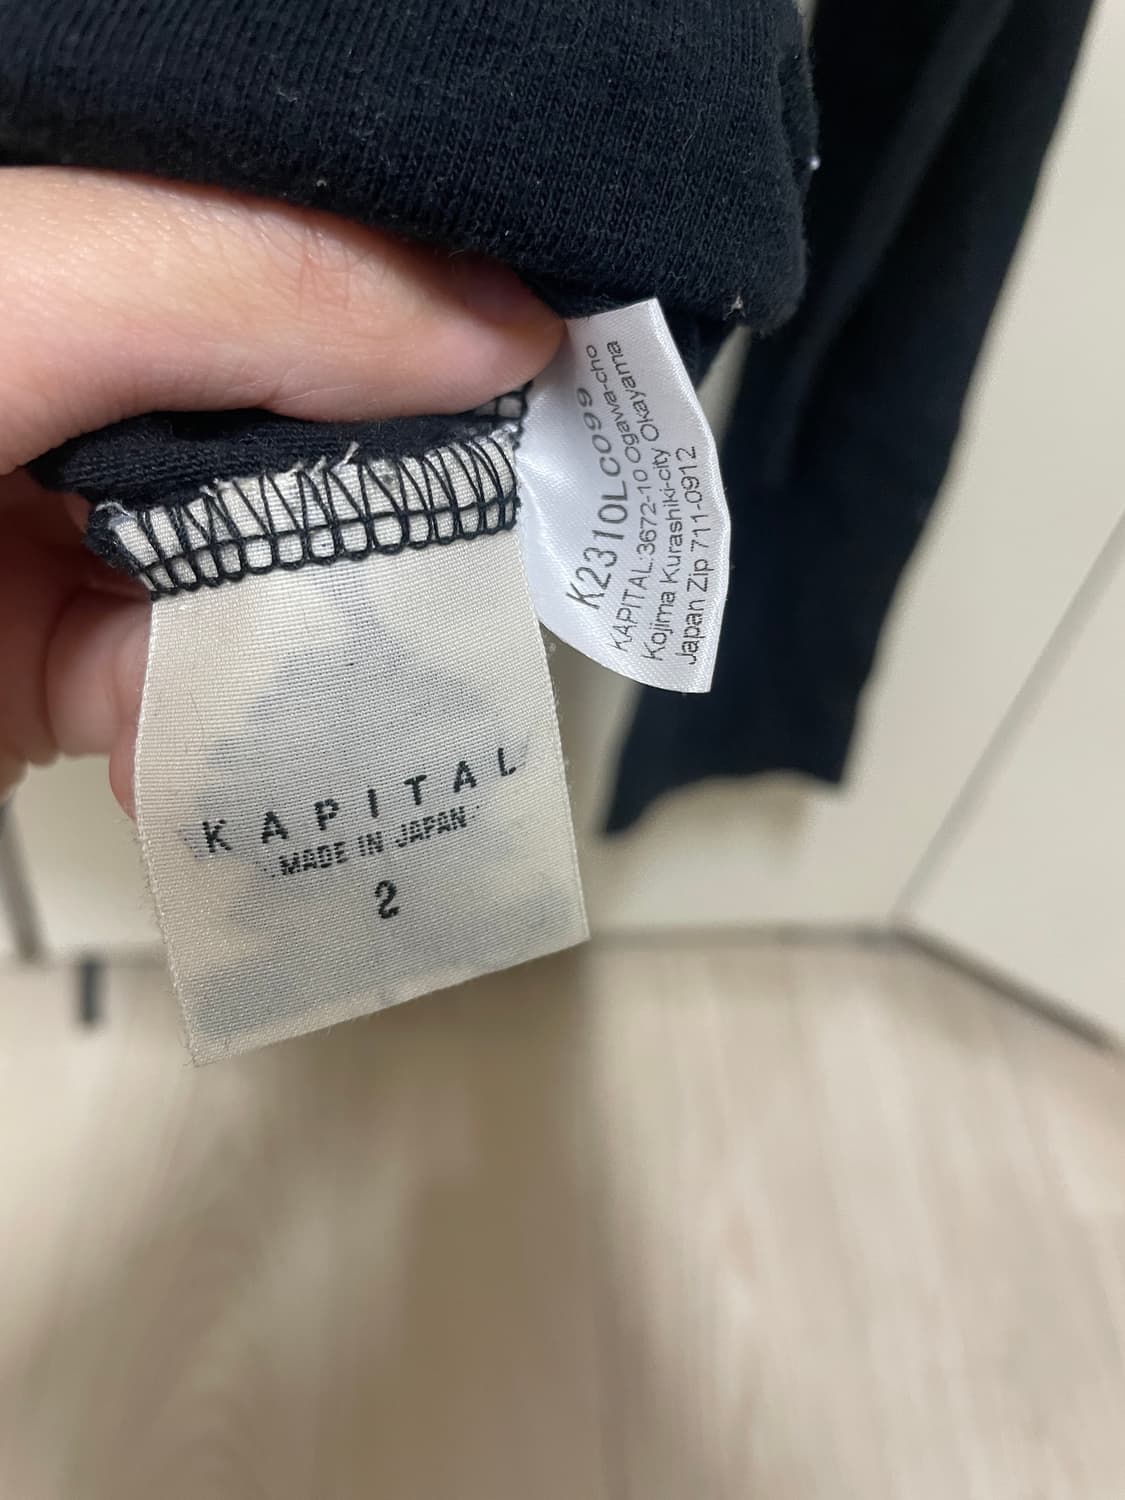 K2310LC099
KAPITAL:3672-10 Ogawa-cho
Kojima Kurashiki-city Okayama
Japan Zip 711-0912
KAPITAL
MADE IN JAPAN
2